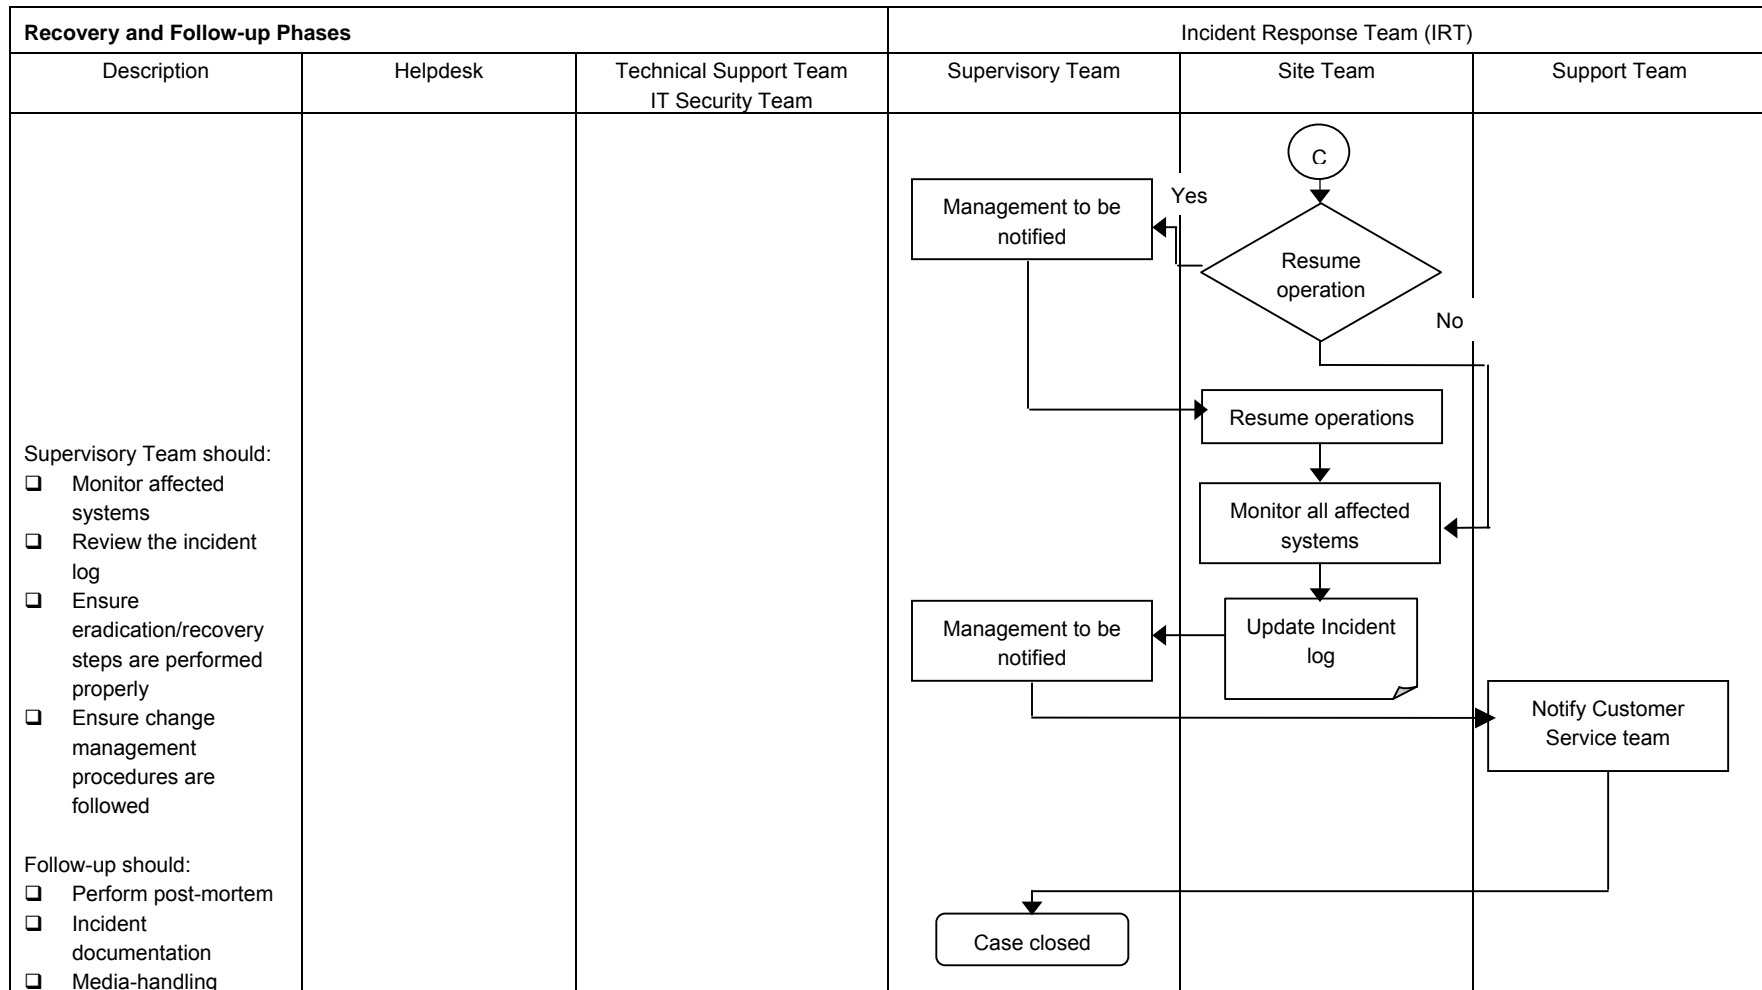 Recovery and Follow-up Phases
Incident Response Team (IRT)
Description
Helpdesk
Technical Support Team
IT Security Team
Supervisory Team
Site Team
Support Team
Supervisory Team should:
❑ Monitor affected
systems
❑ Review the incident
log
❑ Ensure
eradication/recovery
steps are performed
properly
❑ Ensure change
management
procedures are
followed
Follow-up should:
❑ Perform post-mortem
❑ Incident
documentation
❑ Media-handling
C
Yes
Management to be
notified
Resume
operation
No
Resume operations
Monitor all affected
systems
Update Incident
log
Management to be
notified
Notify Customer
Service team
Case closed